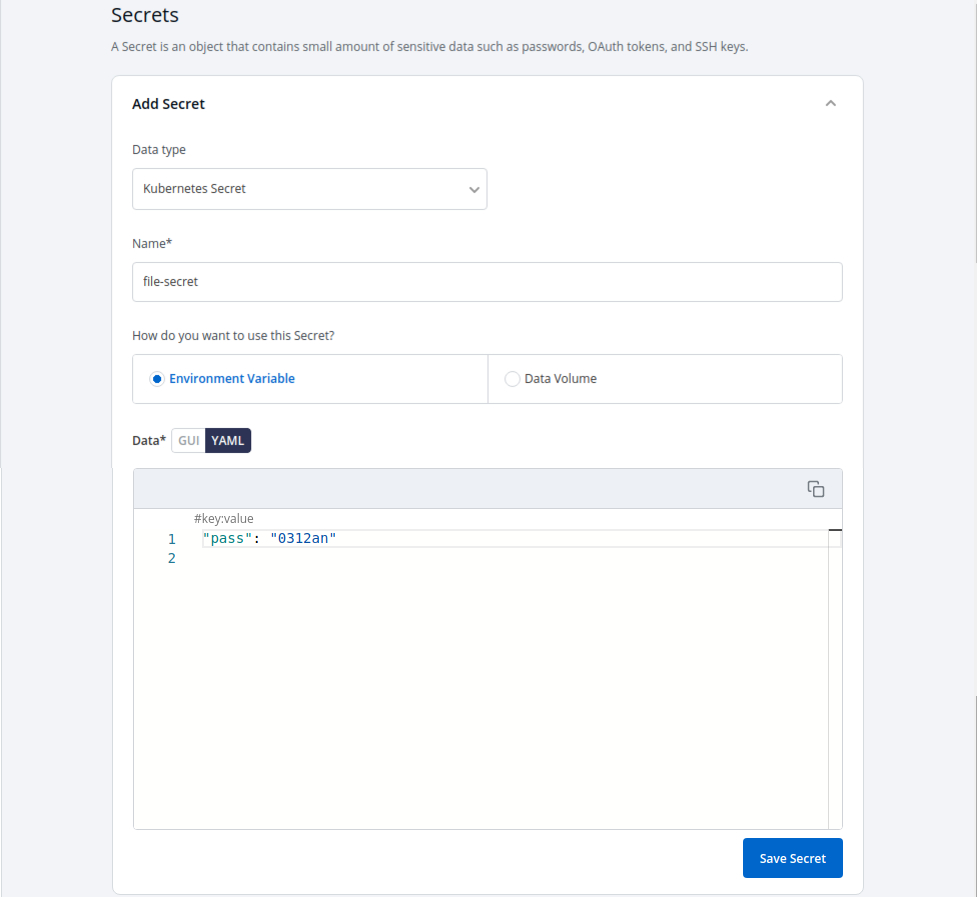 Secrets
A Secret is an object that contains small amount of sensitive data such as passwords, OAuth tokens, and SSH keys.
Add Secret
Data type
Kubernetes Secret
Name*
file-secret
How do you want to use this Secret?
Environment Variable
Data Volume
Data* GUI YAML
#key:value
1 "pass": "0312an"
2
Save Secret